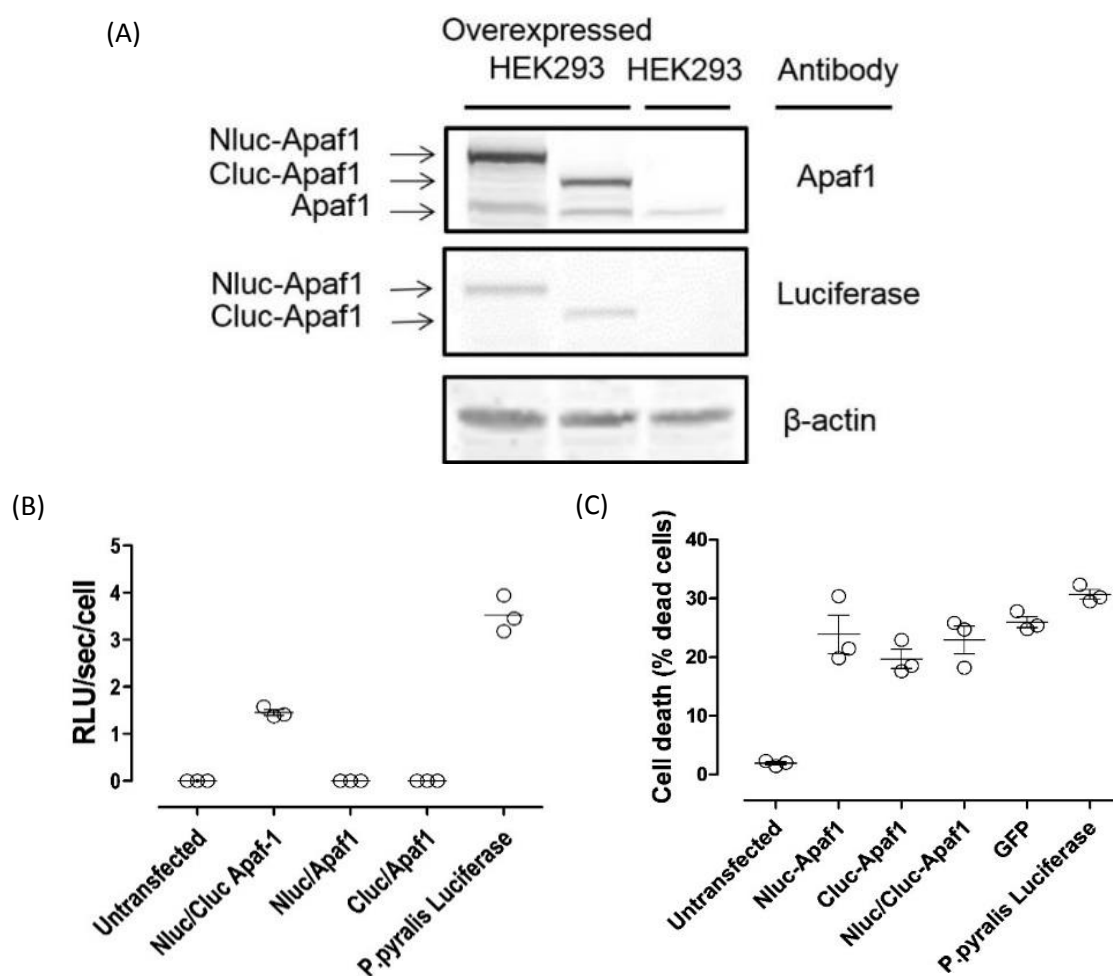 (A)
Overexpressed
HEK293 HEK293 Antibody
Nluc-Apaf1
Cluc-Apaf1
Apaf1
Apaf1
Nluc-Apaf1
Cluc-Apaf1
Luciferase
β-actin
(B)
RLU/sec/cell
5
4
3
2
1
0
Untransfected
Nluc/Cluc Apaf-1
Nluc/Apaf1
Cluc/Apaf1
P.pyralis Luciferase
(C)
Cell death (% dead cells)
40
30
20
10
0
Untransfected
Nluc-Apaf1
Cluc-Apaf1
Nluc/Cluc-Apaf1
GFP
P.pyralis Luciferase